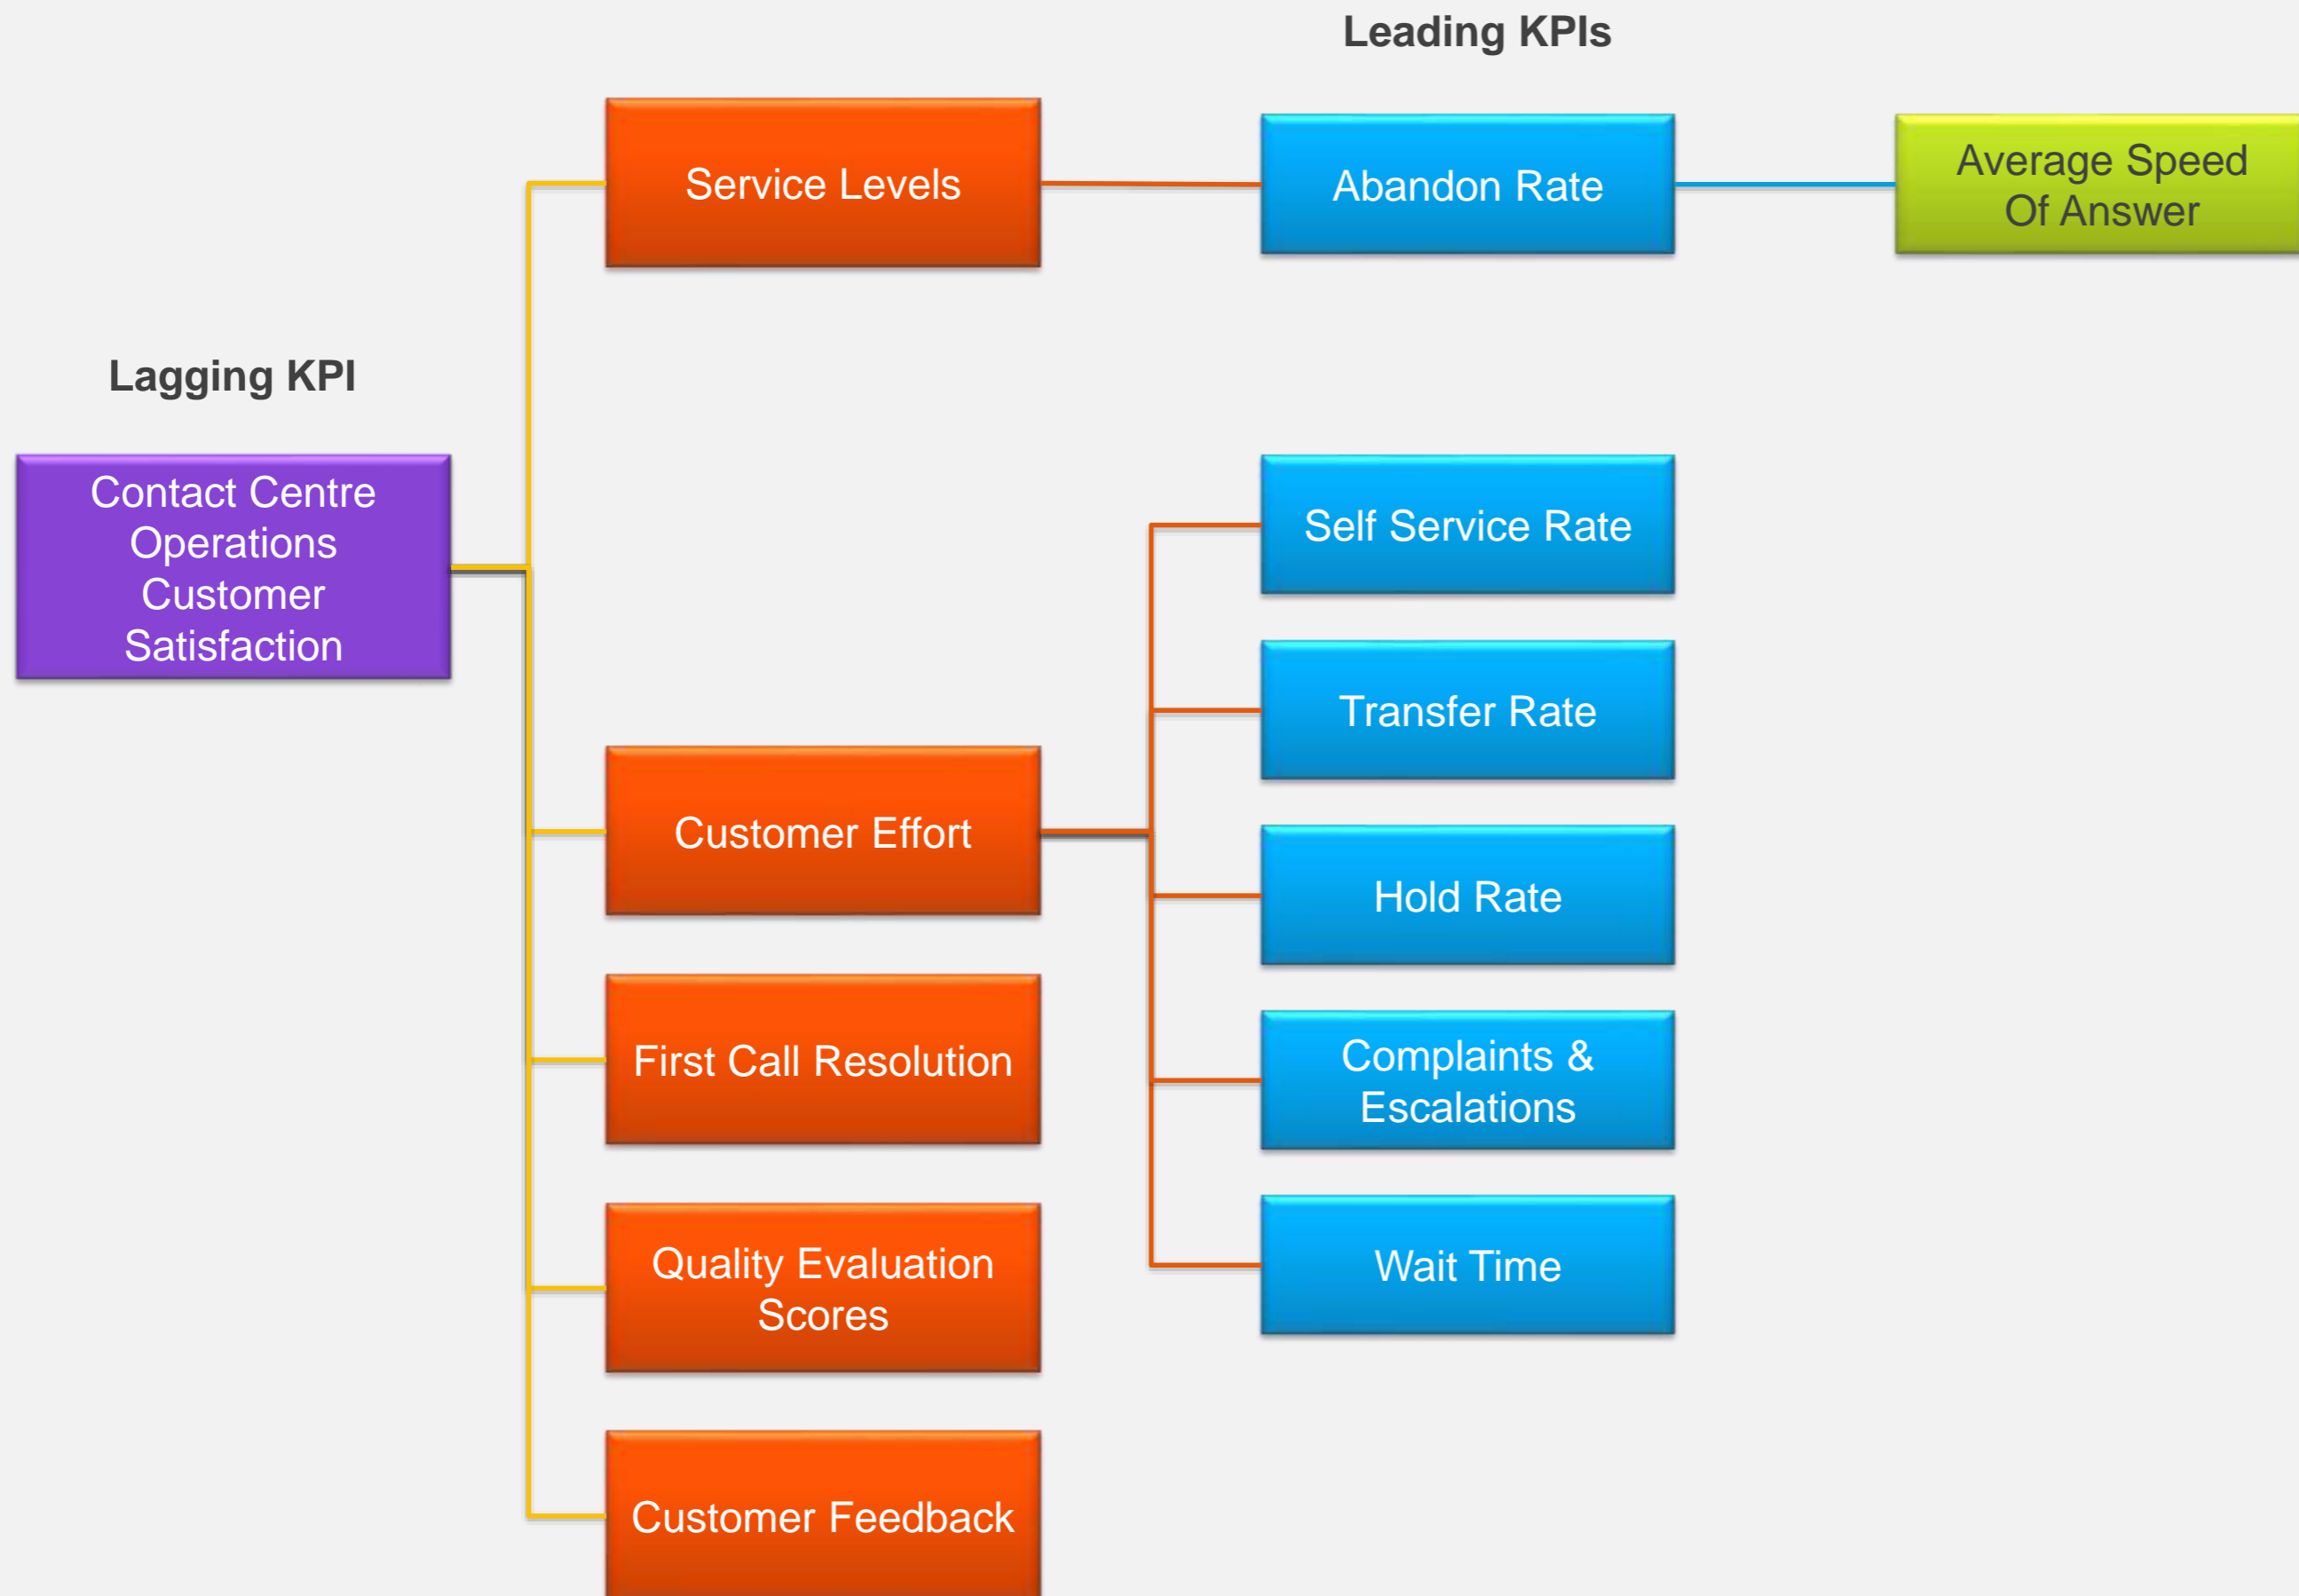 Leading KPIs
Service Levels
Abandon Rate
Average Speed
Of Answer
Lagging KPI
Contact Centre
Operations
Customer
Satisfaction
Self Service Rate
Transfer Rate
Customer Effort
Hold Rate
First Call Resolution
Complaints &
Escalations
Quality Evaluation
Scores
Wait Time
Customer Feedback